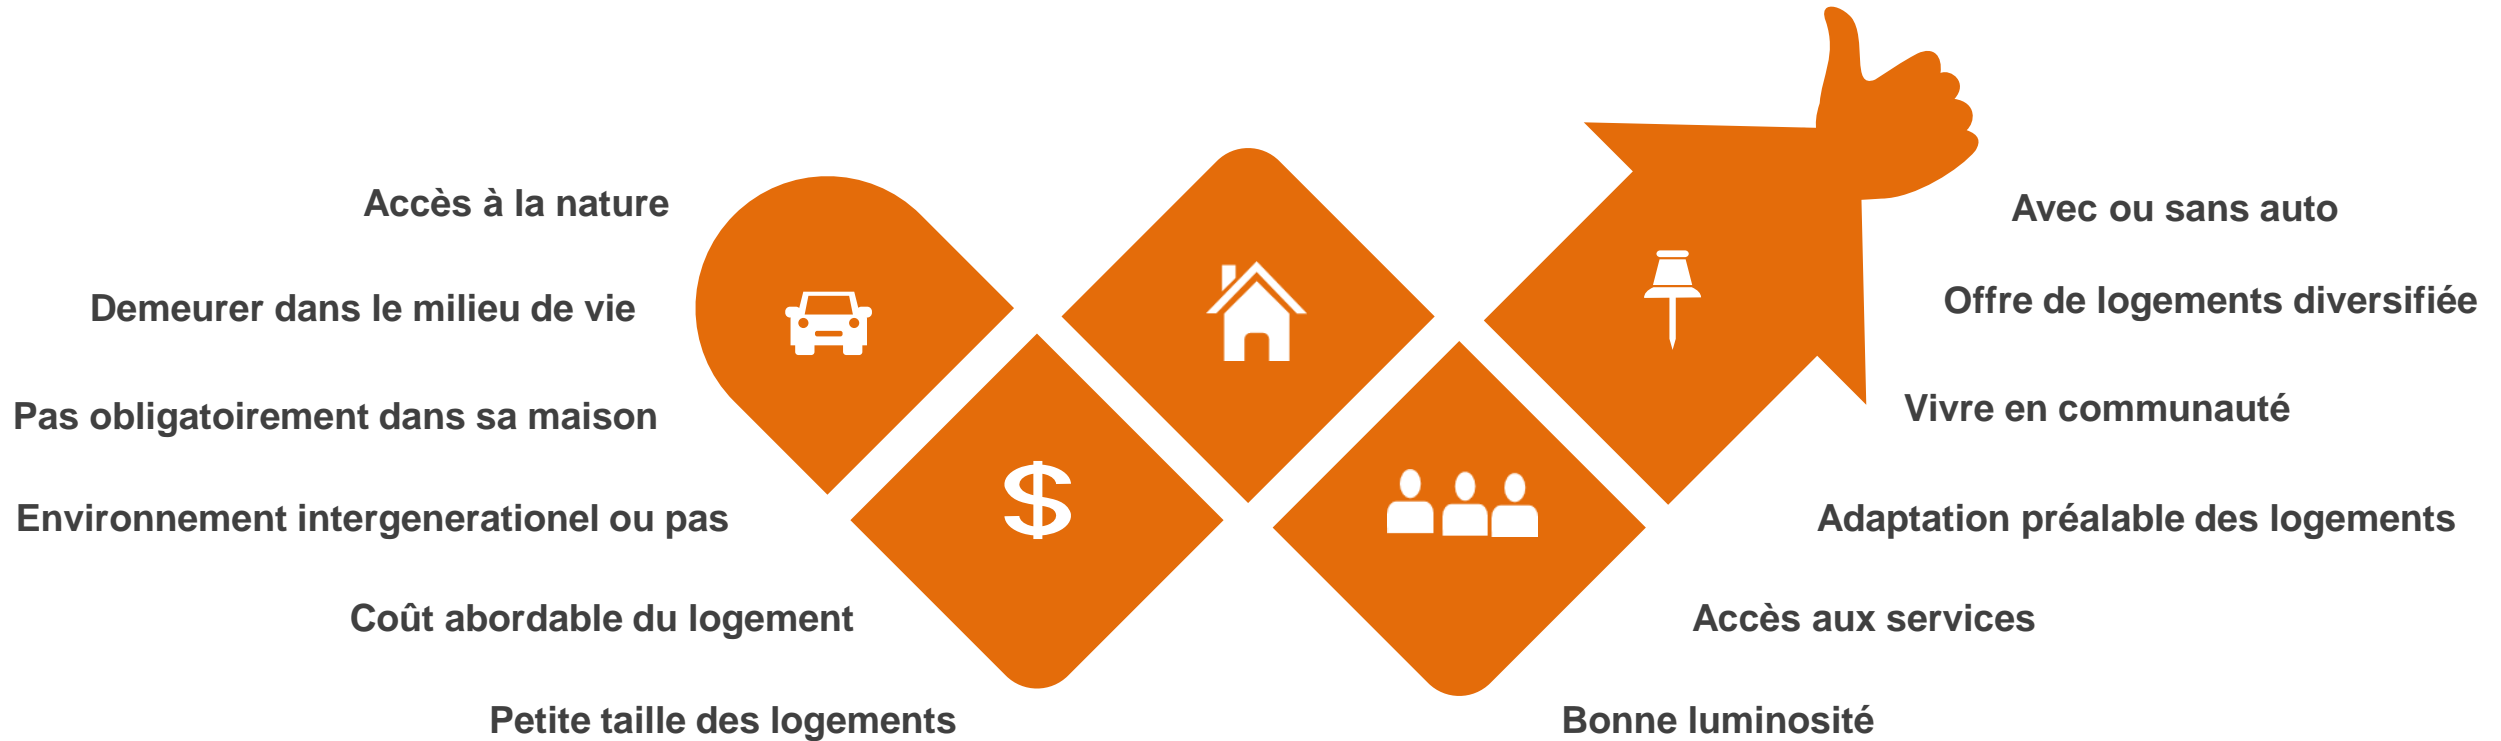 Accès à la nature
Demeurer dans le milieu de vie
Pas obligatoirement dans sa maison
Environnement intergenerationel ou pas
Coût abordable du logement
Petite taille des logements
$
Avec ou sans auto
Offre de logements diversifiée
Vivre en communauté
Adaptation préalable des logements
Accès aux services
Bonne luminosité